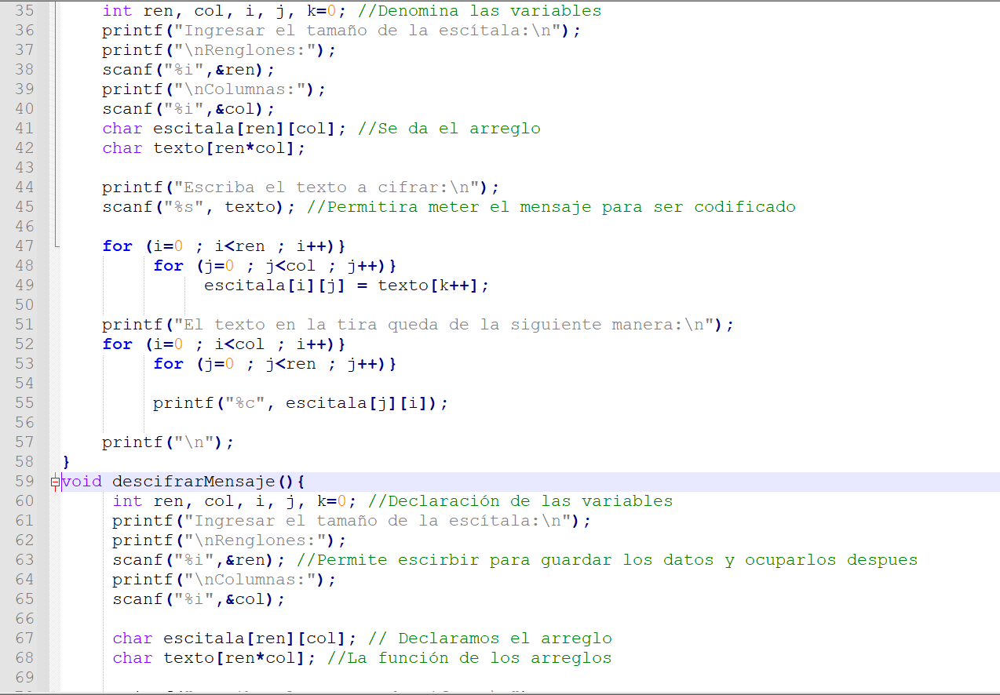 35 int ren, col, i, j, k=0; //Denomina las variables
36 printf("Ingresar el tamaño de la escítala:\n");
37 printf("\nRenglones:");
38 scanf("%i",&ren);
39 printf("\nColumnas:");
40 scanf("%i",&col);
41 char escitala[ren][col]; //Se da el arreglo
42 char texto[ren*col];
43
44 printf("Escriba el texto a cifrar:\n");
45 scanf("%s", texto); //Permitira meter el mensaje para ser codificado
46
47 for (i=0 ; i<ren ; i++)}
48 for (j=0 ; j<col ; j++)}
49 escitala[i][j] = texto[k++];
50
51 printf("El texto en la tira queda de la siguiente manera:\n");
52 for (i=0 ; i<col ; i++)}
53 for (j=0 ; j<ren ; j++)}
54
55 printf("%c", escitala[j][i]);
56
57 printf("\n");
58 }
59 void descifrarMensaje(){
60 int ren, col, i, j, k=0; //Declaración de las variables
61 printf("Ingresar el tamaño de la escítala:\n");
62 printf("\nRenglones:");
63 scanf("%i",&ren); //Permite escirbir para guardar los datos y ocuparlos despues
64 printf("\nColumnas:");
65 scanf("%i",&col);
66
67 char escitala[ren][col]; // Declaramos el arreglo
68 char texto[ren*col]; //La función de los arreglos
69